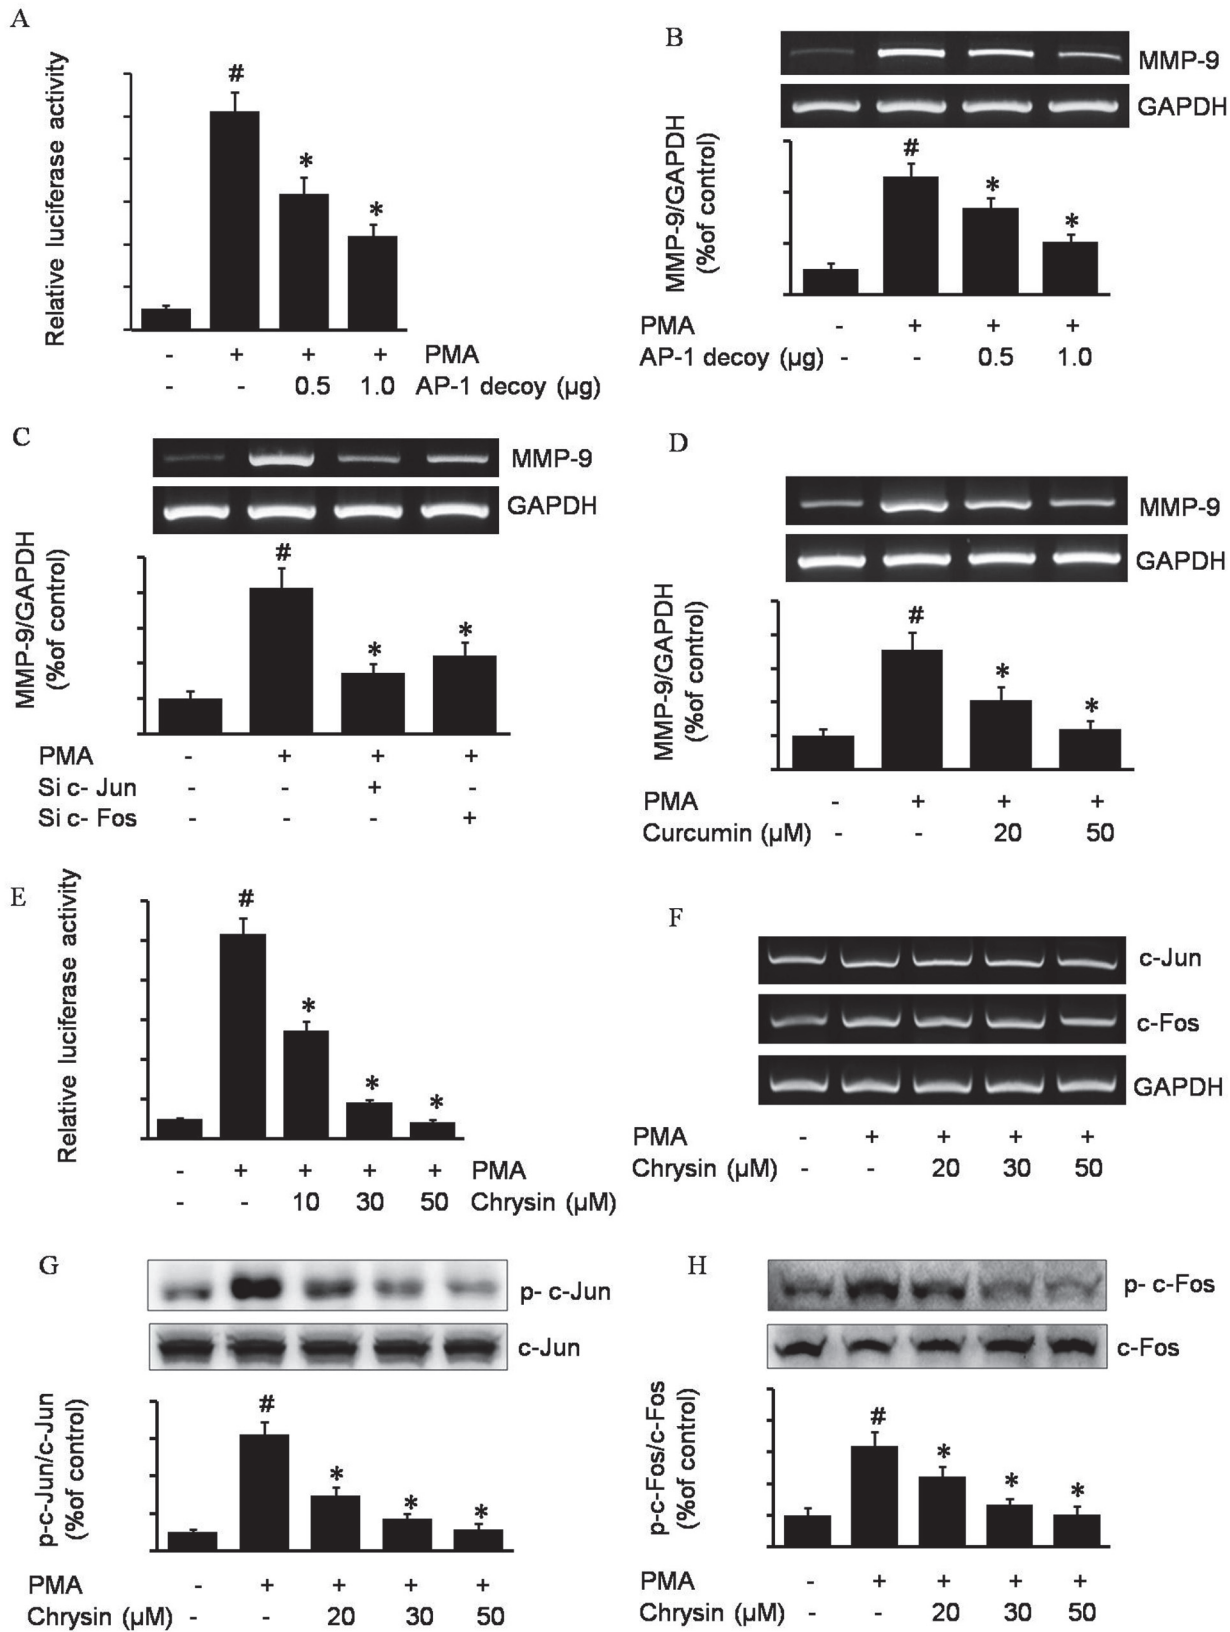 A
Relative luciferase activity
#
*
*
- + + + PMA
- - 0.5 1.0 AP-1 decoy (µg)
B
MMP-9
GAPDH
MMP-9/GAPDH
(%of control)
#
*
*
PMA - + + +
AP-1 decoy (µg) - - 0.5 1.0
C
MMP-9
GAPDH
MMP-9/GAPDH
(%of control)
#
*
*
PMA - + + +
Si c- Jun - - + -
Si c- Fos - - - +
D
MMP-9
GAPDH
MMP-9/GAPDH
(%of control)
#
*
*
PMA - + + +
Curcumin (µM) - - 20 50
E
Relative luciferase activity
#
*
*
*
- + + + + PMA
- - 10 30 50 Chrysin (µM)
F
c-Jun
c-Fos
GAPDH
PMA - + + + +
Chrysin (µM) - - 20 30 50
G
p- c-Jun
c-Jun
p-c-Jun/c-Jun
(%of control)
#
*
*
*
PMA - + + + +
Chrysin (µM) - - 20 30 50
H
p- c-Fos
c-Fos
p-c-Fos/c-Fos
(%of control)
#
*
*
*
PMA - + + + +
Chrysin (µM) - - 20 30 50